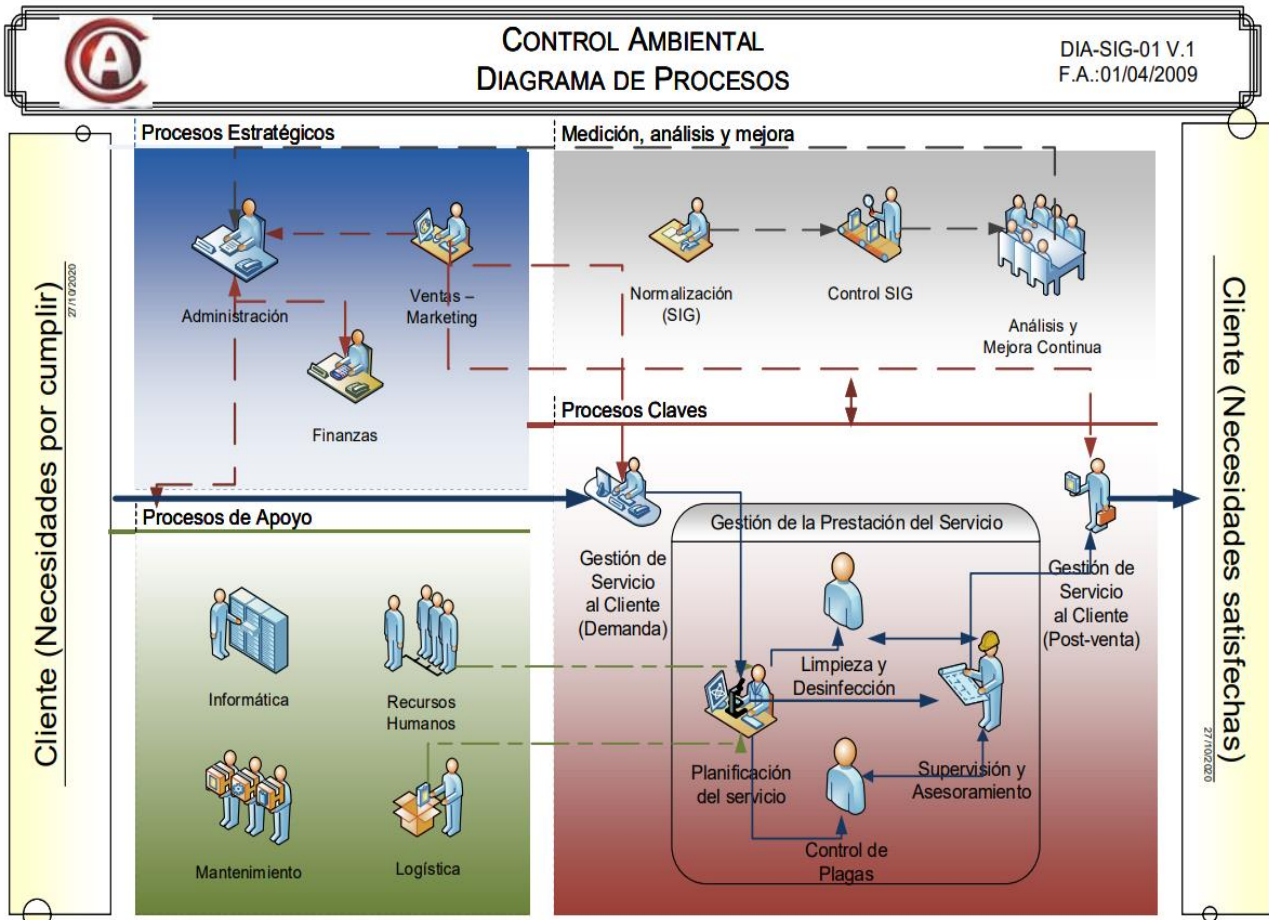 CA
CONTROL AMBIENTAL
DIAGRAMA DE PROCESOS
DIA-SIG-01 V.1
F.A.:01/04/2009
Cliente (Necesidades por cumplir)
27/10/2020
Procesos Estratégicos
Administración
Ventas –
Marketing
Finanzas
Medición, análisis y mejora
Normalización
(SIG)
Control SIG
Análisis y
Mejora Continua
Procesos Claves
Gestión de
Servicio
al Cliente
(Demanda)
Gestión de la Prestación del Servicio
Limpieza y
Desinfección
Planificación
del servicio
Supervisión y
Asesoramiento
Control de
Plagas
Gestión de
Servicio
al Cliente
(Post-venta)
Procesos de Apoyo
Informática
Recursos
Humanos
Mantenimiento
Logística
Cliente (Necesidades satisfechas)
27/10/2020